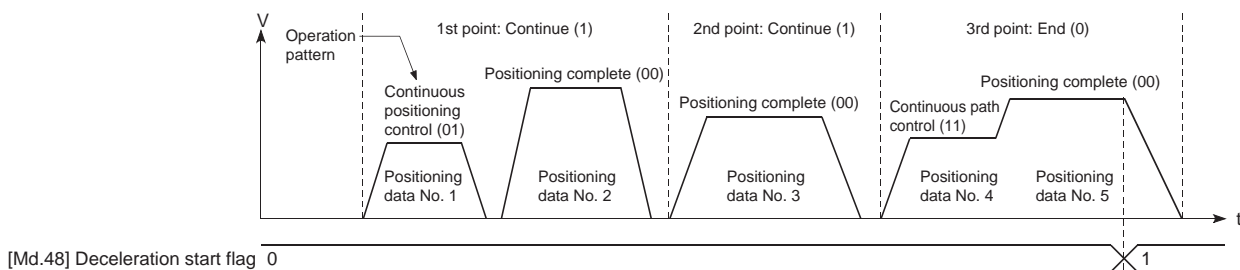 V
Operation
pattern
1st point: Continue (1)
2nd point: Continue (1)
3rd point: End (0)
Positioning complete (00)
Continuous
positioning
control (01)
Positioning complete (00)
Positioning complete (00)
Continuous path
control (11)
Positioning
data No. 1
Positioning
data No. 2
Positioning
data No. 3
Positioning
data No. 4
Positioning
data No. 5
t
[Md.48] Deceleration start flag 0
1